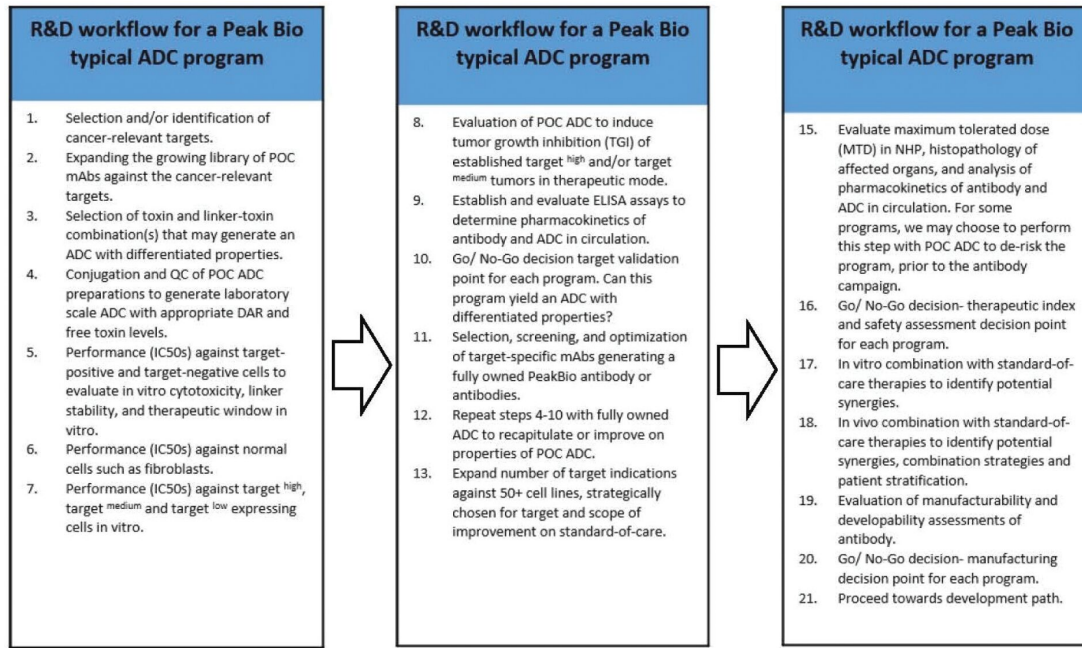 R&D workflow for a Peak Bio
typical ADC program
1. Selection and/or identification of
cancer-relevant targets.
2. Expanding the growing library of POC
mAbs against the cancer-relevant
targets.
3. Selection of toxin and linker-toxin
combination(s) that may generate an
ADC with differentiated properties.
4. Conjugation and QC of POC ADC
preparations to generate laboratory
scale ADC with appropriate DAR and
free toxin levels.
5. Performance (IC50s) against target-
positive and target-negative cells to
evaluate in vitro cytotoxicity, linker
stability, and therapeutic window in
vitro.
6. Performance (IC50s) against normal
cells such as fibroblasts.
7. Performance (IC50s) against target high,
target medium and target low expressing
cells in vitro.
R&D workflow for a Peak Bio
typical ADC program
8. Evaluation of POC ADC to induce
tumor growth inhibition (TGI) of
established target high and/or target
medium tumors in therapeutic mode.
9. Establish and evaluate ELISA assays to
determine pharmacokinetics of
antibody and ADC in circulation.
10. Go/ No-Go decision target validation
point for each program. Can this
program yield an ADC with
differentiated properties?
11. Selection, screening, and optimization
of target-specific mAbs generating a
fully owned PeakBio antibody or
antibodies.
12. Repeat steps 4-10 with fully owned
ADC to recapitulate or improve on
properties of POC ADC.
13. Expand number of target indications
against 50+ cell lines, strategically
chosen for target and scope of
improvement on standard-of-care.
R&D workflow for a Peak Bio
typical ADC program
15. Evaluate maximum tolerated dose
(MTD) in NHP, histopathology of
affected organs, and analysis of
pharmacokinetics of antibody and
ADC in circulation. For some
programs, we may choose to perform
this step with POC ADC to de-risk the
program, prior to the antibody
campaign.
16. Go/ No-Go decision- therapeutic index
and safety assessment decision point
for each program.
17. In vitro combination with standard-of-
care therapies to identify potential
synergies.
18. In vivo combination with standard-of-
care therapies to identify potential
synergies, combination strategies and
patient stratification.
19. Evaluation of manufacturability and
developability assessments of
antibody.
20. Go/ No-Go decision- manufacturing
decision point for each program.
21. Proceed towards development path.